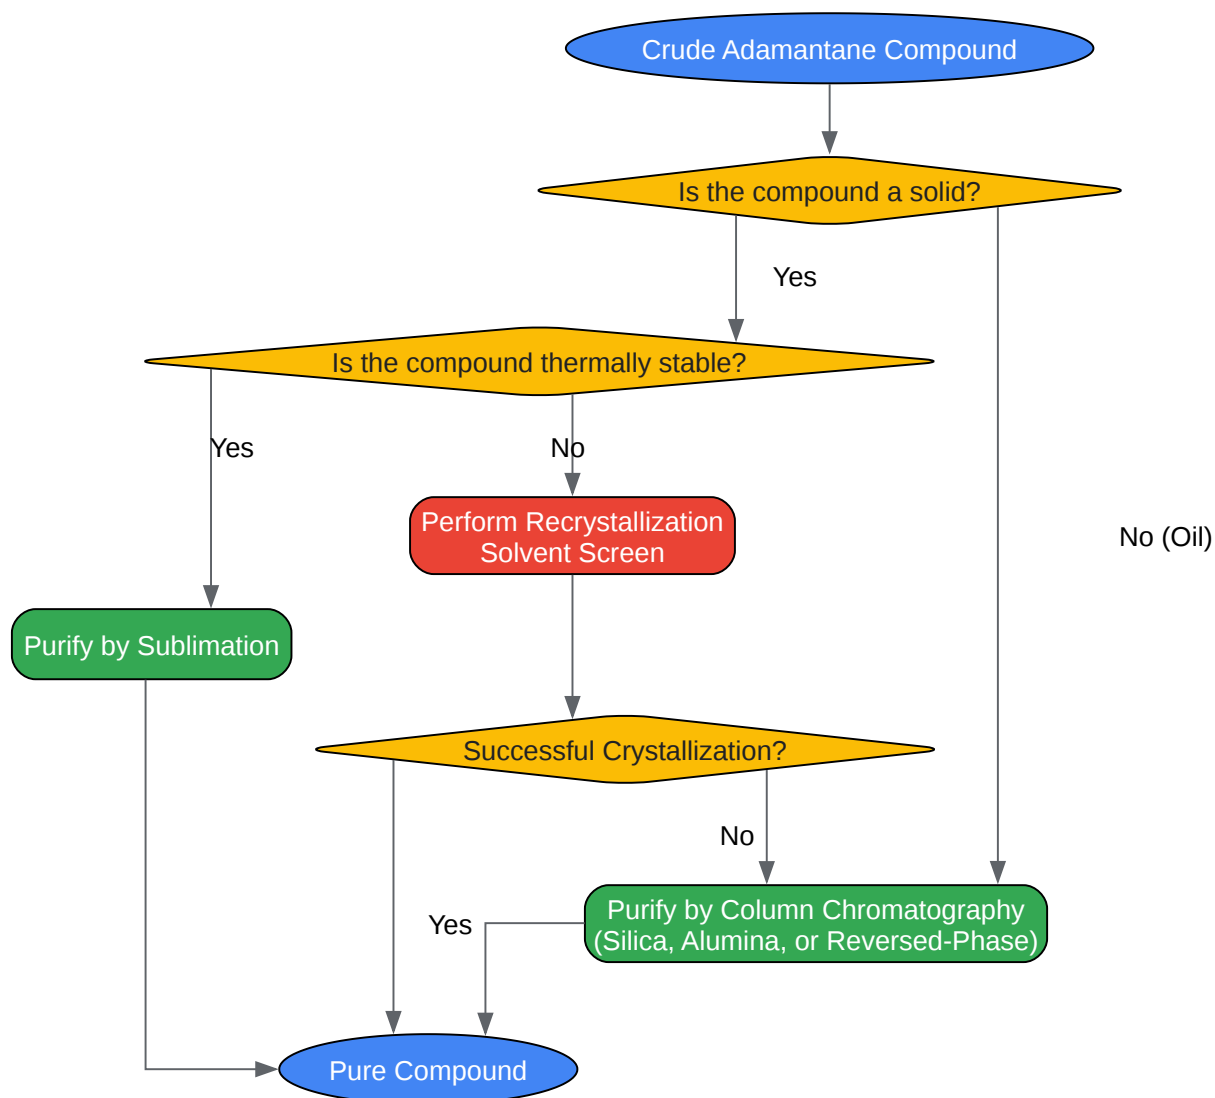 Crude Adamantane Compound
Is the compound a solid?
Yes
Is the compound thermally stable?
Yes
No
Perform Recrystallization
Solvent Screen
No (Oil)
Purify by Sublimation
Successful Crystallization?
No
Purify by Column Chromatography
(Silica, Alumina, or Reversed-Phase)
Yes
Pure Compound